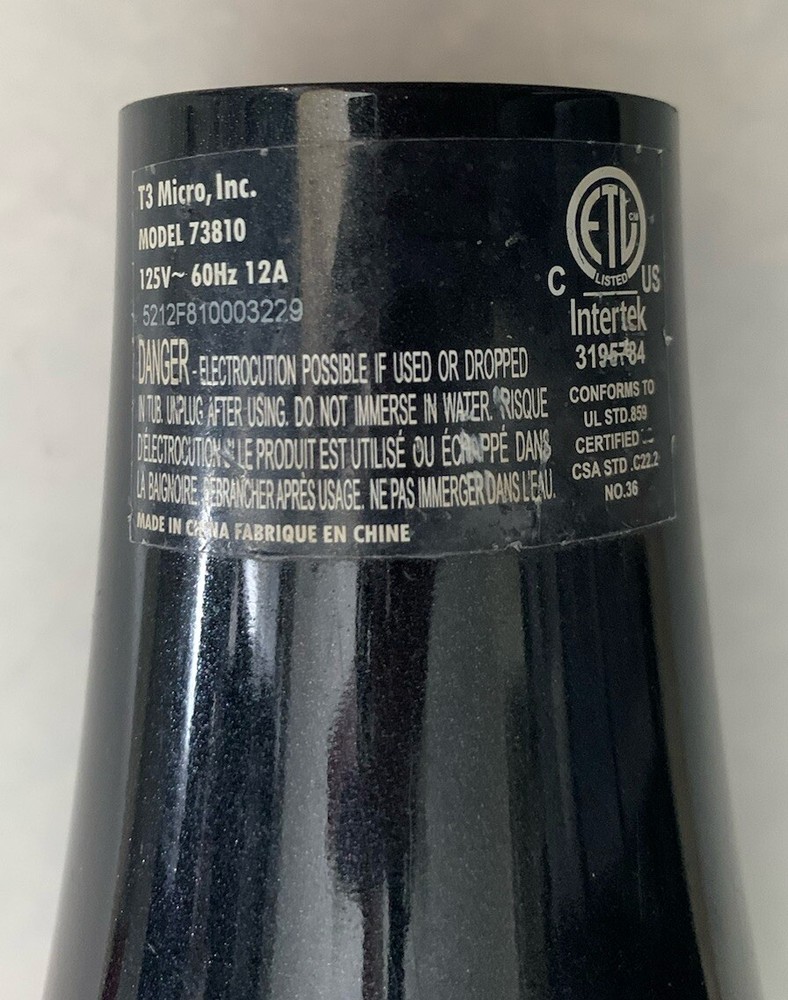 T3 Micro, Inc.
MODEL 73810
125V~ 60Hz 12A
5212F810003229
DANGER - ELECTROCUTION POSSIBLE IF USED OR DROPPED
IN TUB. UNPLUG AFTER USING. DO NOT IMMERSE IN WATER. RISQUE
D'ÉLECTROCUTION LE PRODUIT EST UTILISÉ OU ÉCHAPPÉ DANS
LA BAIGNOIRE. DEBRANCHER APRÈS USAGE. NE PAS IMMERGER DANS L'EAU.
MADE IN CHINA FABRIQUE EN CHINE
ETL CM
LISTED
C US
Intertek
3195784
CONFORMS TO
UL STD.859
CERTIFIED
CSA STD .C22.2
NO.36